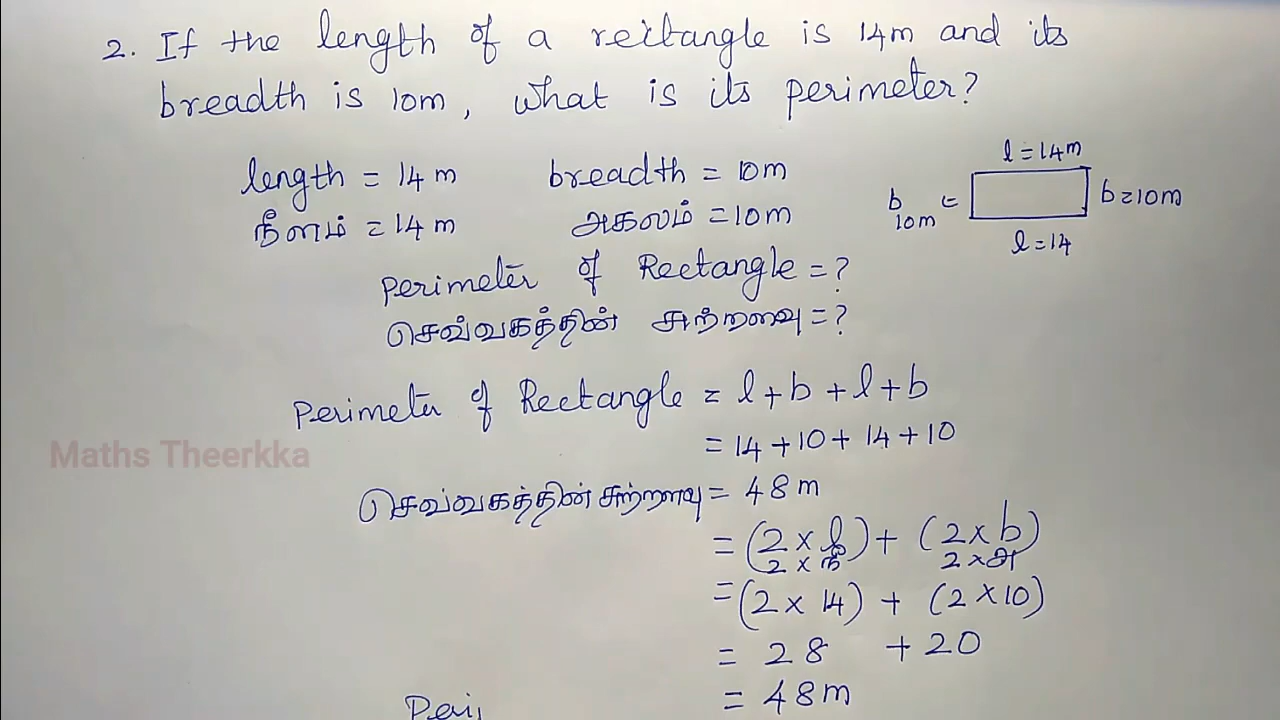 2. If the length of a rectangle is 14m and its
breadth is 10m, what is its perimeter?
l=14m
length = 14 m breadth = 10m
b = 10m b=10m
நீளம் = 14 m அகலம் = 10m
l=14
Perimeter of Rectangle = ?
செவ்வகத்தின் சுற்றளவு = ?
Perimeter of Rectangle = l + b + l + b
= 14 + 10 + 14 + 10
Maths Theerkka
செவ்வகத்தின் சுற்றளவு = 48 m
= (2 x l) + (2 x b)
2 x நீ 2 x அ
= (2 x 14) + (2 x 10)
= 28 + 20
= 48 m